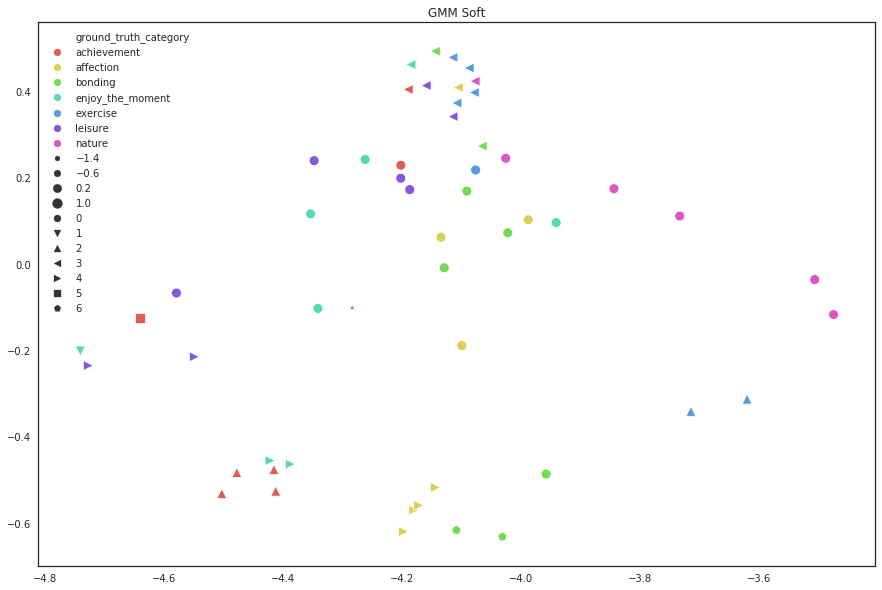 GMM Soft
ground_truth_category
achievement
affection
bonding
enjoy_the_moment
exercise
leisure
nature
−1.4
−0.6
0.2
1.0
0
1
2
3
4
5
6
0.4
0.2
0.0
−0.2
−0.4
−0.6
−4.8 −4.6 −4.4 −4.2 −4.0 −3.8 −3.6